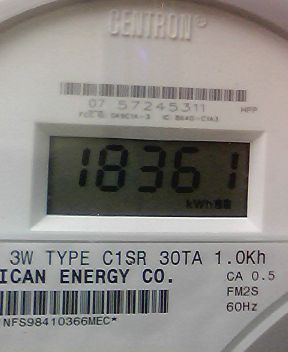 CENTRON®
07 57245311
HPP
18361
kWh
3W TYPE C1SR 30TA 1.0Kh
ICAN ENERGY CO.
CA 0.5
FM2S
60Hz
*NFS98410366MEC*